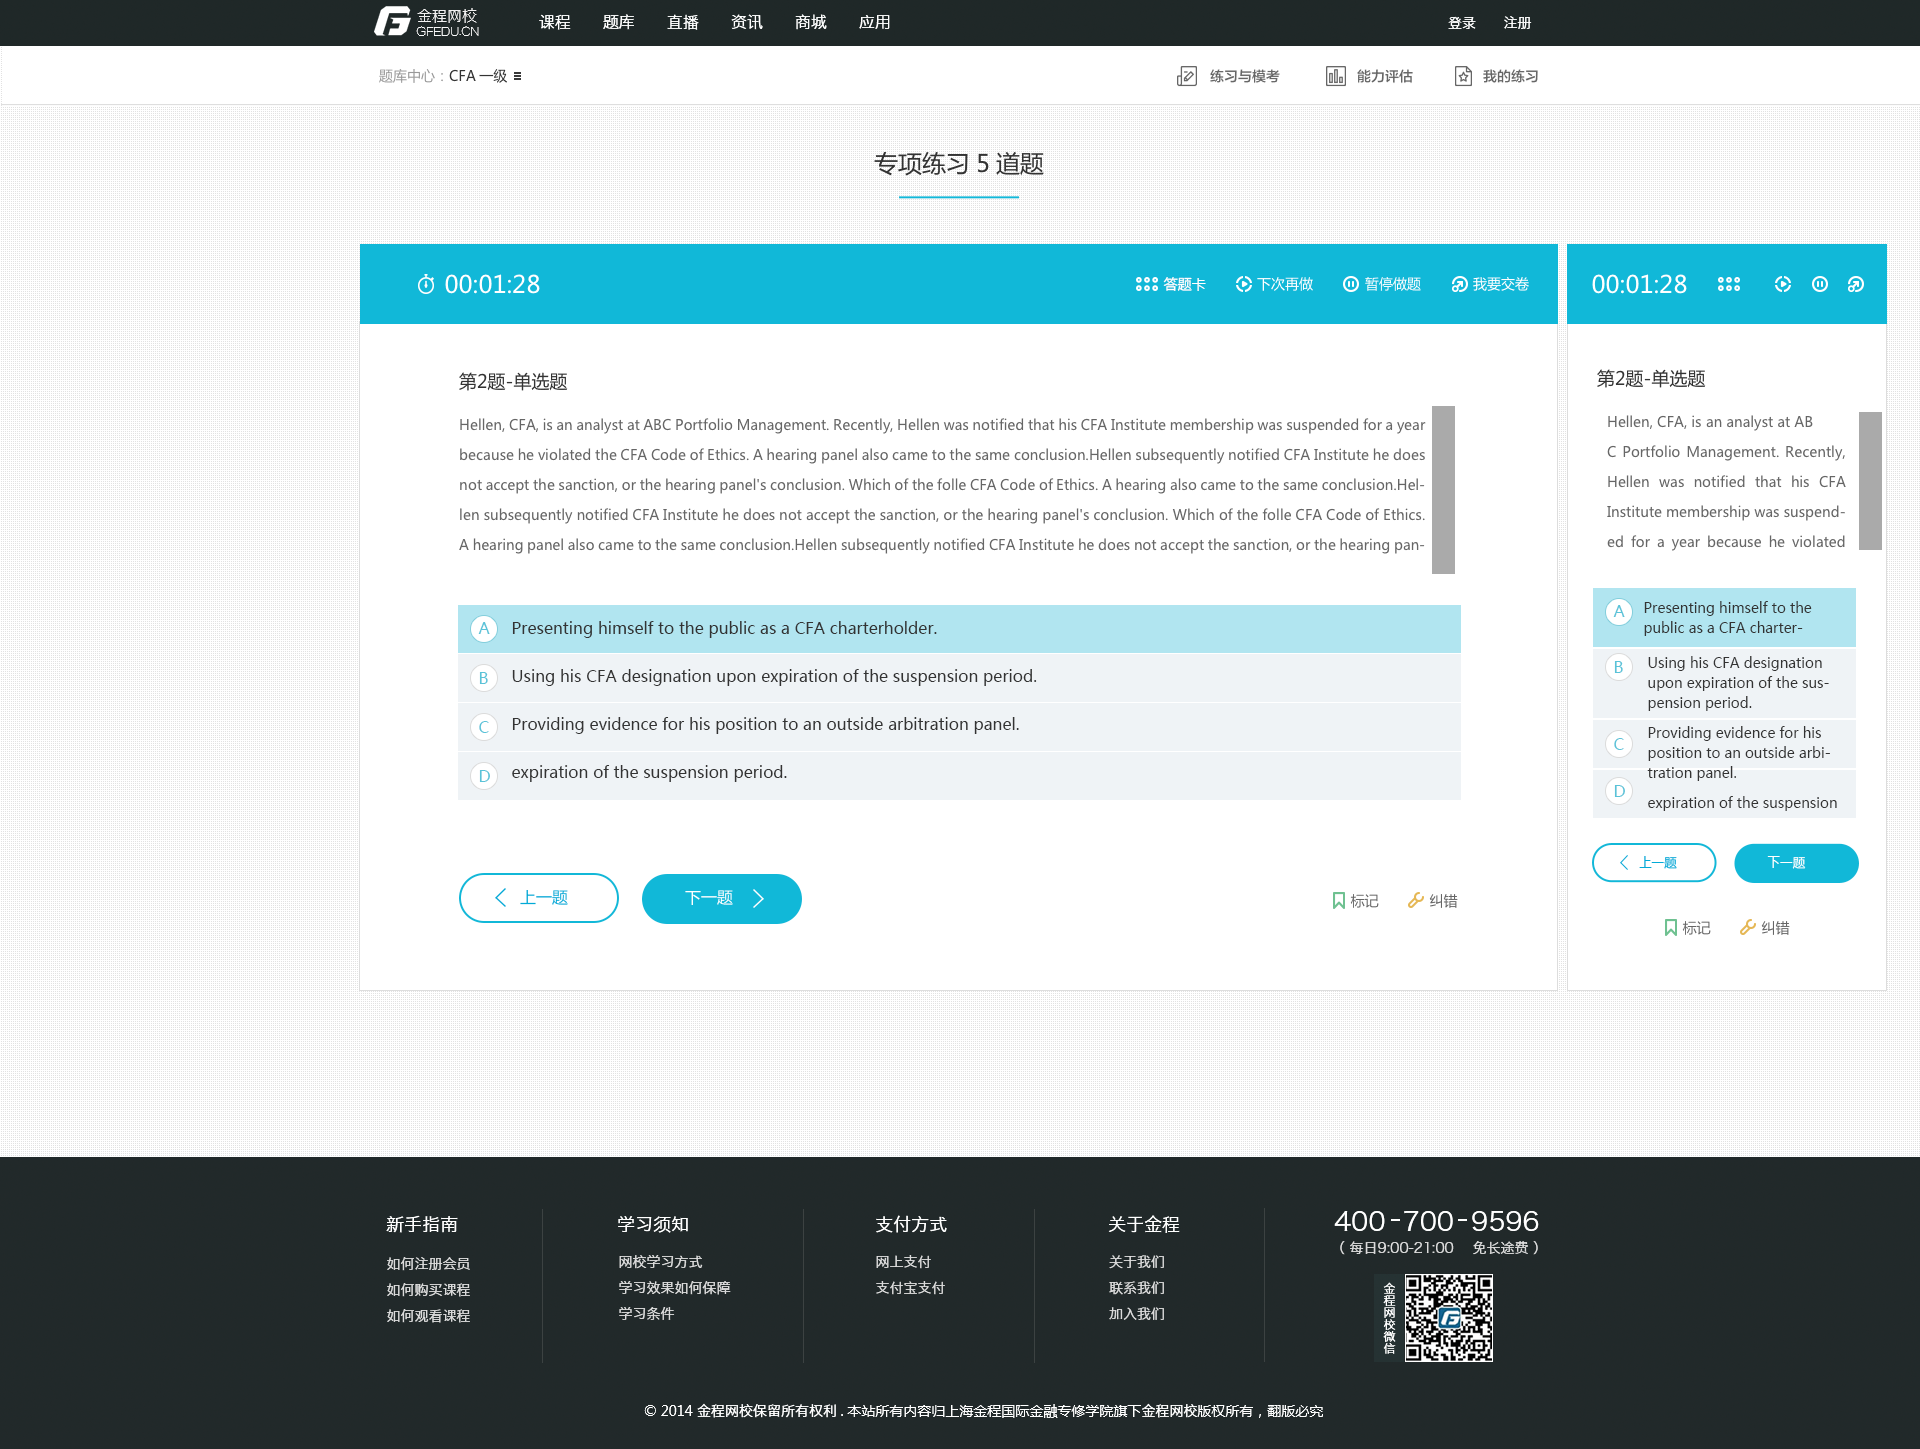 金程网校
GFEDU.CN
课程 题库 直播 资讯 商城 应用
登录 注册
题库中心 : CFA 一级
练习与模考 能力评估 我的练习
专项练习 5 道题
00:01:28
答题卡 下次再做 暂停做题 我要交卷
第2题-单选题
Hellen, CFA, is an analyst at ABC Portfolio Management. Recently, Hellen was notified that his CFA Institute membership was suspended for a year
because he violated the CFA Code of Ethics. A hearing panel also came to the same conclusion.Hellen subsequently notified CFA Institute he does
not accept the sanction, or the hearing panel's conclusion. Which of the folle CFA Code of Ethics. A hearing also came to the same conclusion.Hel-
len subsequently notified CFA Institute he does not accept the sanction, or the hearing panel's conclusion. Which of the folle CFA Code of Ethics.
A hearing panel also came to the same conclusion.Hellen subsequently notified CFA Institute he does not accept the sanction, or the hearing pan-
A Presenting himself to the public as a CFA charterholder.
B Using his CFA designation upon expiration of the suspension period.
C Providing evidence for his position to an outside arbitration panel.
D expiration of the suspension period.
上一题 下一题
标记 纠错
00:01:28
第2题-单选题
Hellen, CFA, is an analyst at AB
C Portfolio Management. Recently,
Hellen was notified that his CFA
Institute membership was suspend-
ed for a year because he violated
A Presenting himself to the
public as a CFA charter-
B Using his CFA designation
upon expiration of the sus-
pension period.
C Providing evidence for his
position to an outside arbi-
tration panel.
D expiration of the suspension
上一题 下一题
标记 纠错
新手指南
如何注册会员
如何购买课程
如何观看课程
学习须知
网校学习方式
学习效果如何保障
学习条件
支付方式
网上支付
支付宝支付
关于金程
关于我们
联系我们
加入我们
400-700-9596
( 每日9:00-21:00 免长途费 )
金程网校微信
© 2014 金程网校保留所有权利 . 本站所有内容归上海金程国际金融专修学院旗下金程网校版权所有，翻版必究